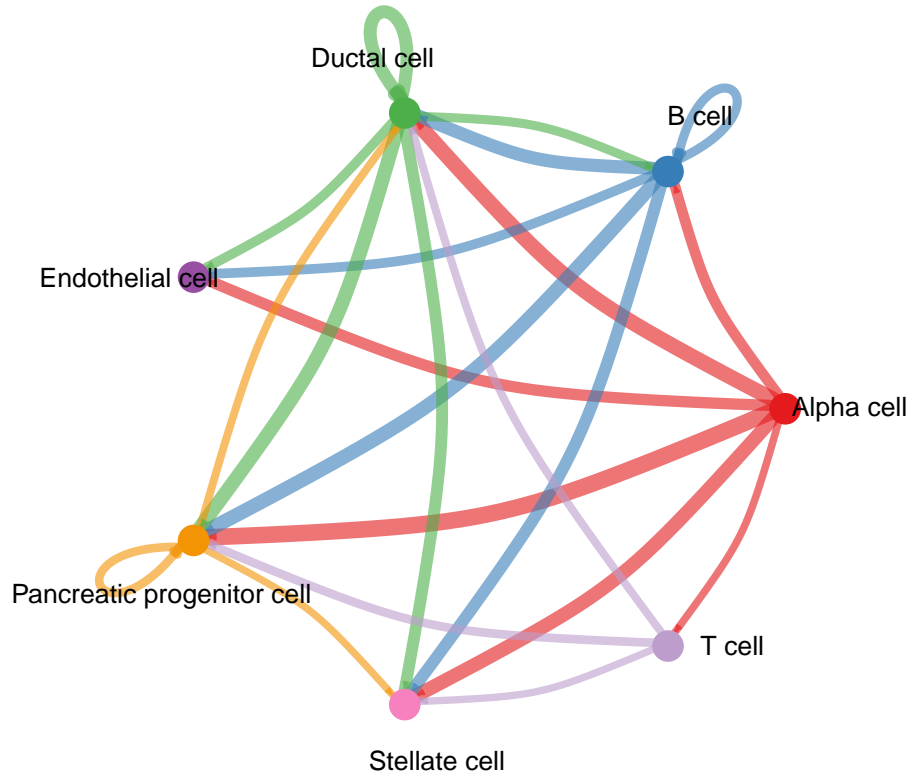 Ductal cell
B cell
Endothelial cell
Alpha cell
Pancreatic progenitor cell
T cell
Stellate cell